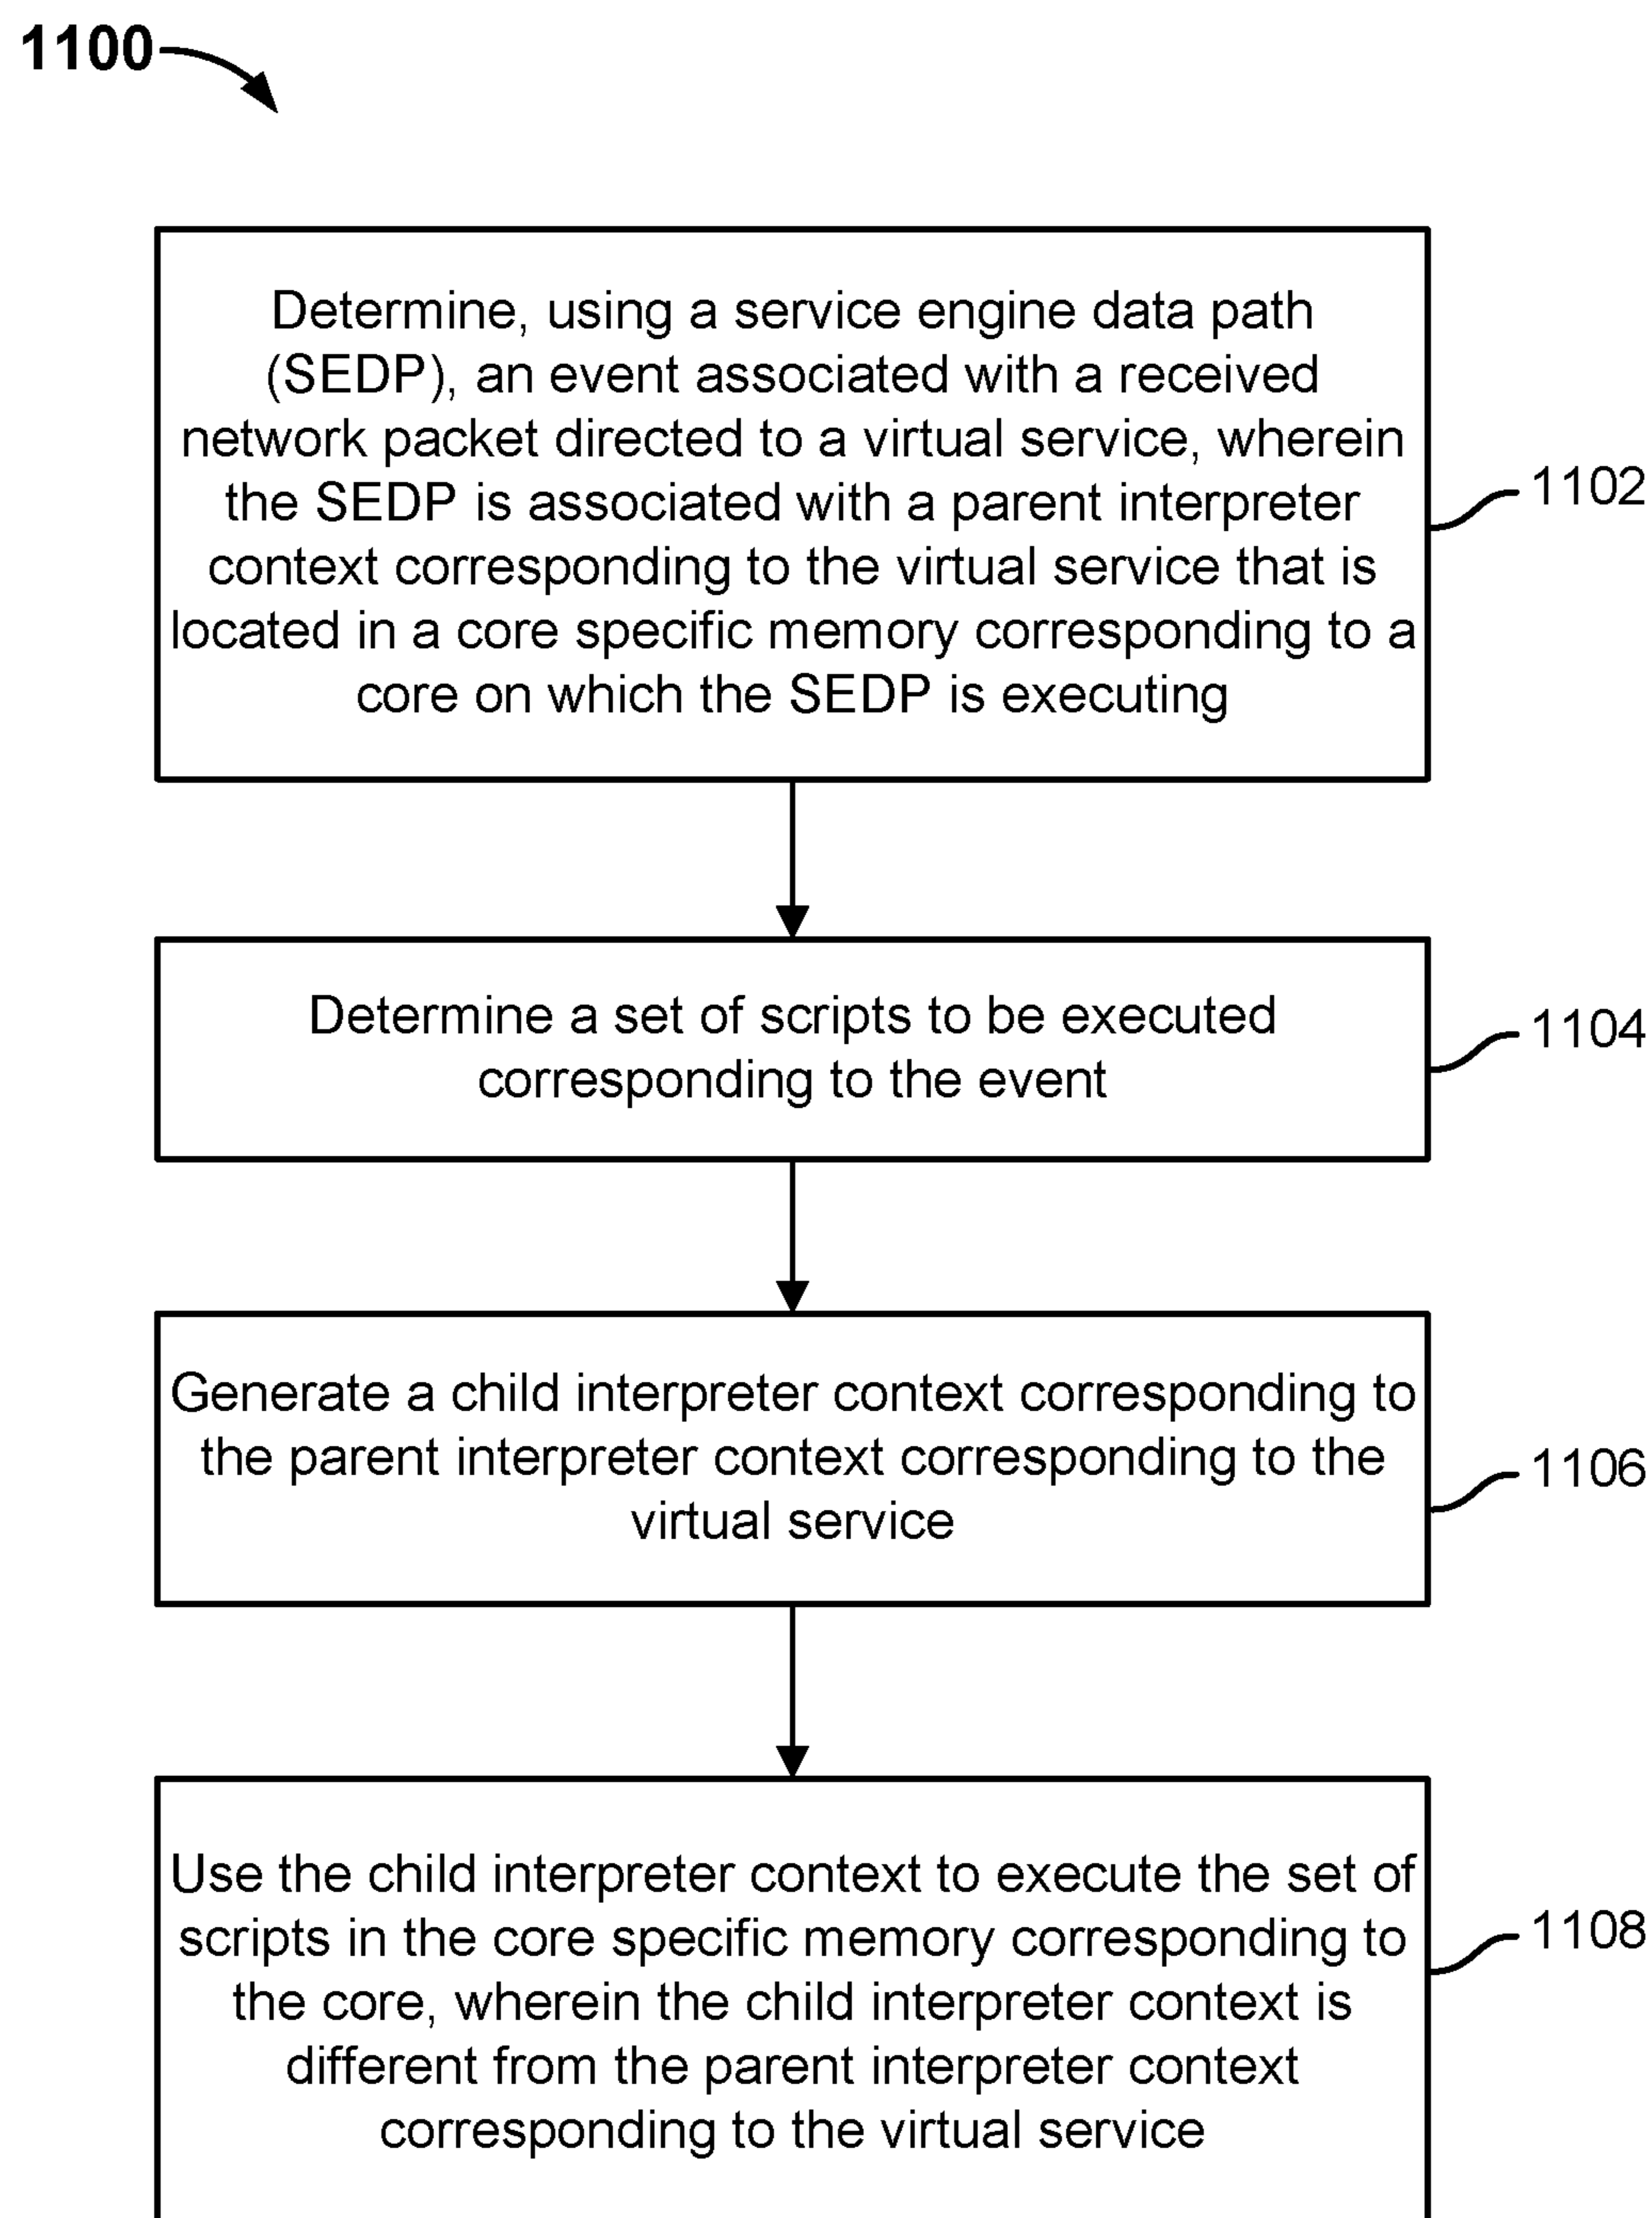 1100
Determine, using a service engine data path
(SEDP), an event associated with a received
network packet directed to a virtual service, wherein
the SEDP is associated with a parent interpreter
context corresponding to the virtual service that is
located in a core specific memory corresponding to a
core on which the SEDP is executing
1102
Determine a set of scripts to be executed
corresponding to the event
1104
Generate a child interpreter context corresponding to
the parent interpreter context corresponding to the
virtual service
1106
Use the child interpreter context to execute the set of
scripts in the core specific memory corresponding to
the core, wherein the child interpreter context is
different from the parent interpreter context
corresponding to the virtual service
1108